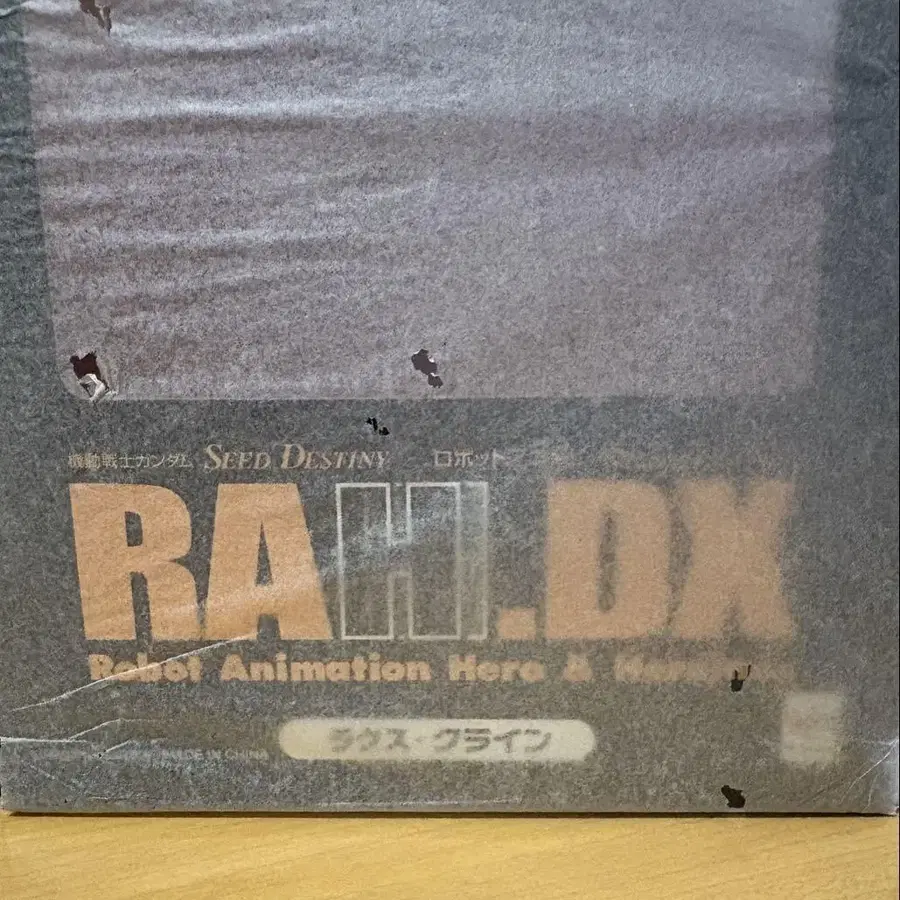 機動戦士ガンダム SEED DESTINY ロボット
RAH.DX
Robot Animation Hero &
ラクス・クライン
MADE IN CHINA